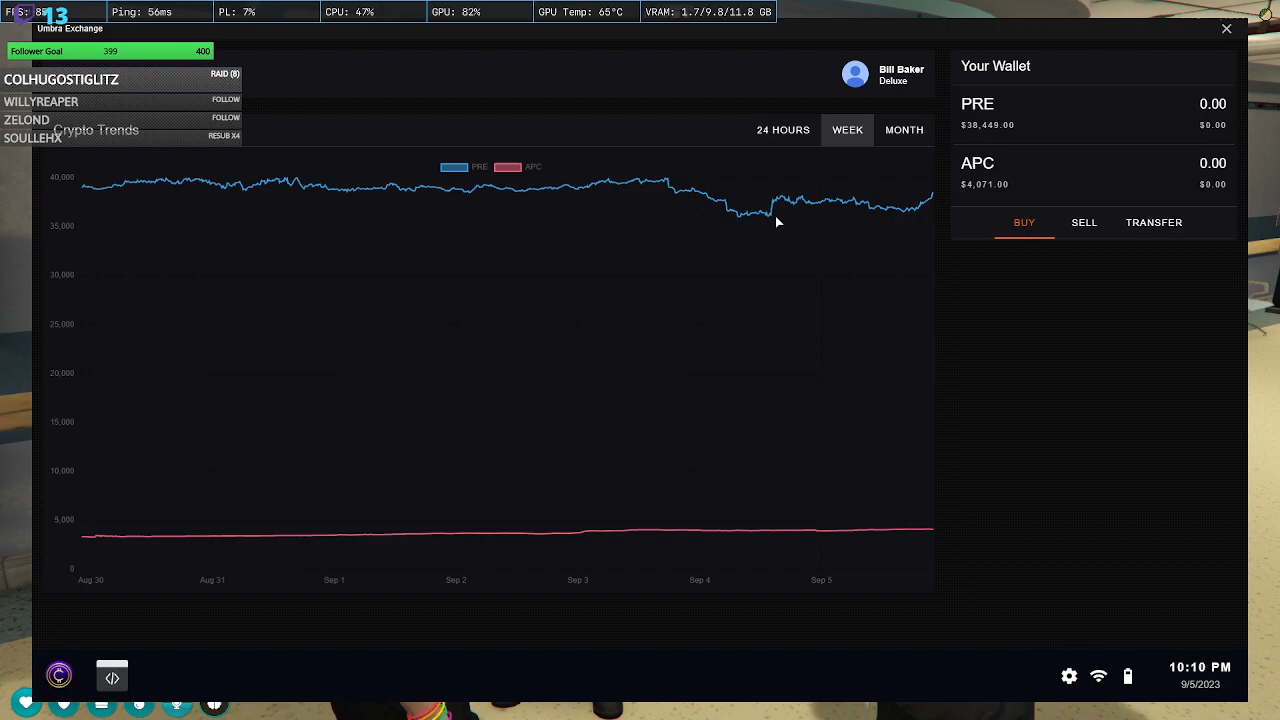 FPS: 85
Ping: 56ms
PL: 7%
CPU: 47%
GPU: 82%
GPU Temp: 65°C
VRAM: 1.7/9.8
13
Umbra Exchange
Follower Goal
399
400
COLHUGOSTIGLITZ
RAID (8)
WILLYREAPER
FOLLOW
ZELOND
FOLLOW
SOULLEHX
RESUB X4
Crypto Trends
24 HOURS
WEEK
MONTH
Bill Baker
Deluxe
PRE
APC
40,000
35,000
30,000
25,000
20,000
15,000
10,000
5,000
0
Aug 30
Aug 31
Sep 1
Sep 2
Sep 3
Sep 4
Sep 5
Your Wallet
PRE
0.00
$38,449.00
$0.00
APC
0.00
$4,071.00
$0.00
BUY
SELL
TRANSFER
10:10 PM
9/5/2023